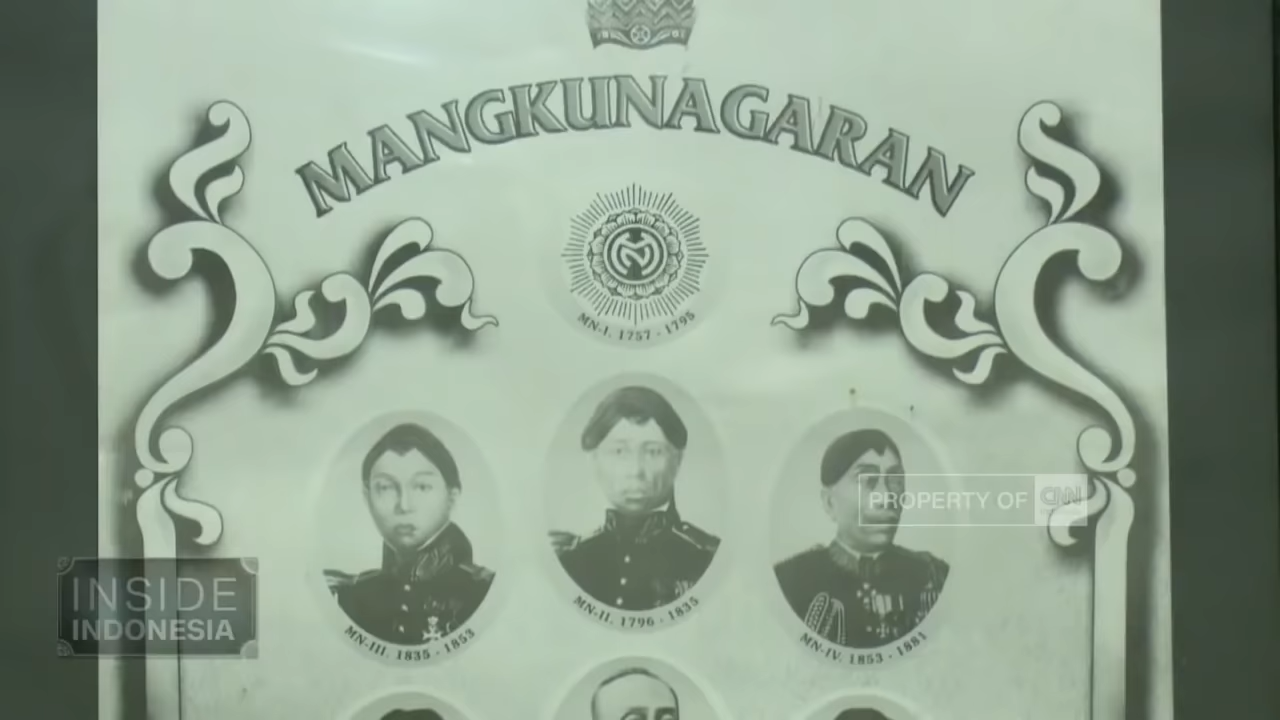 MANGKUNAGARAN
MN-I. 1757 - 1795
MN-II. 1796 - 1835
MN-III. 1835 - 1853
MN-IV. 1853 - 1881
PROPERTY OF CNN
INSIDE
INDONESIA